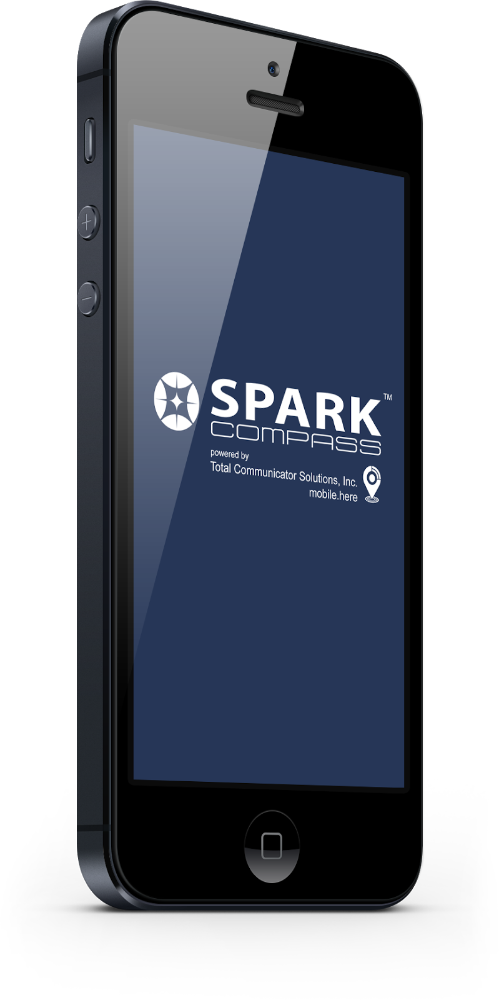 SPARK™
COMPASS
powered by
Total Communicator Solutions, Inc.
mobile.here